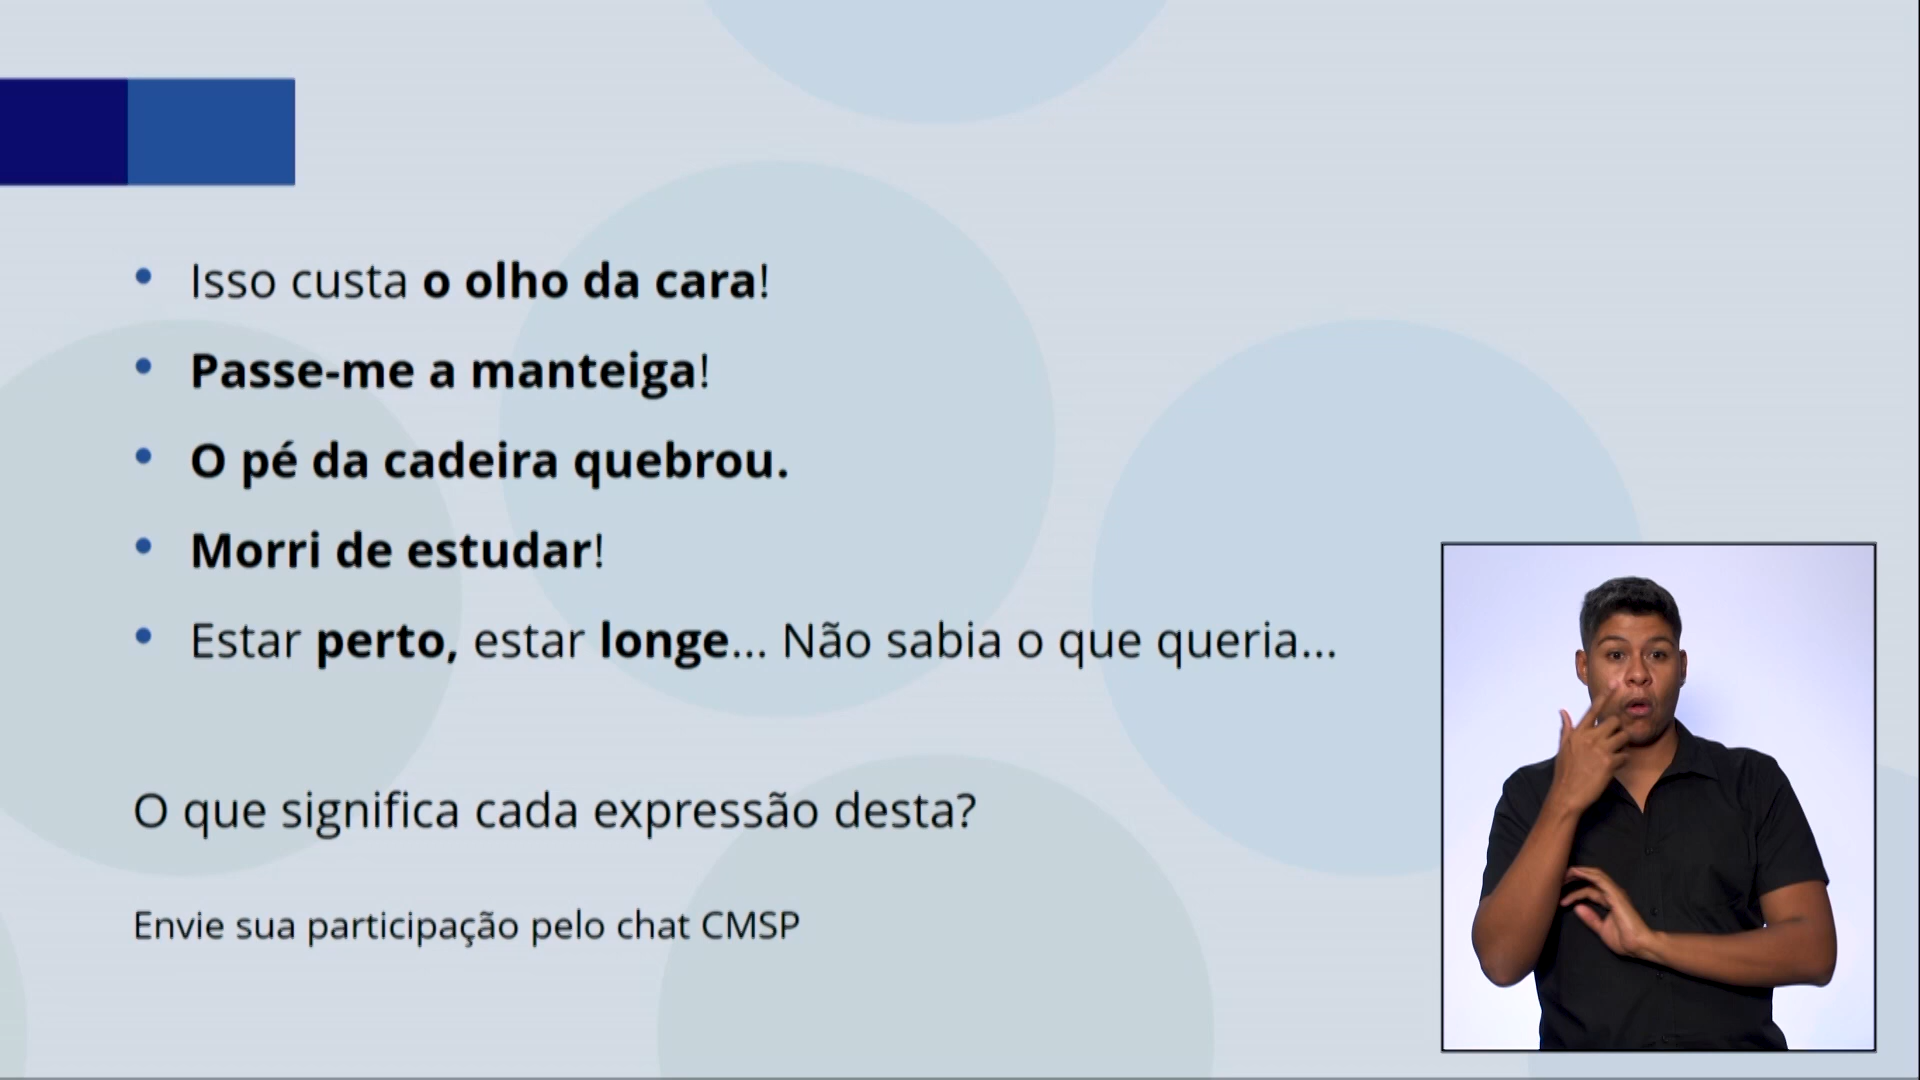 Isso custa o olho da cara!
Passe-me a manteiga!
O pé da cadeira quebrou.
Morri de estudar!
Estar perto, estar longe... Não sabia o que queria...
O que significa cada expressão desta?
Envie sua participação pelo chat CMSP